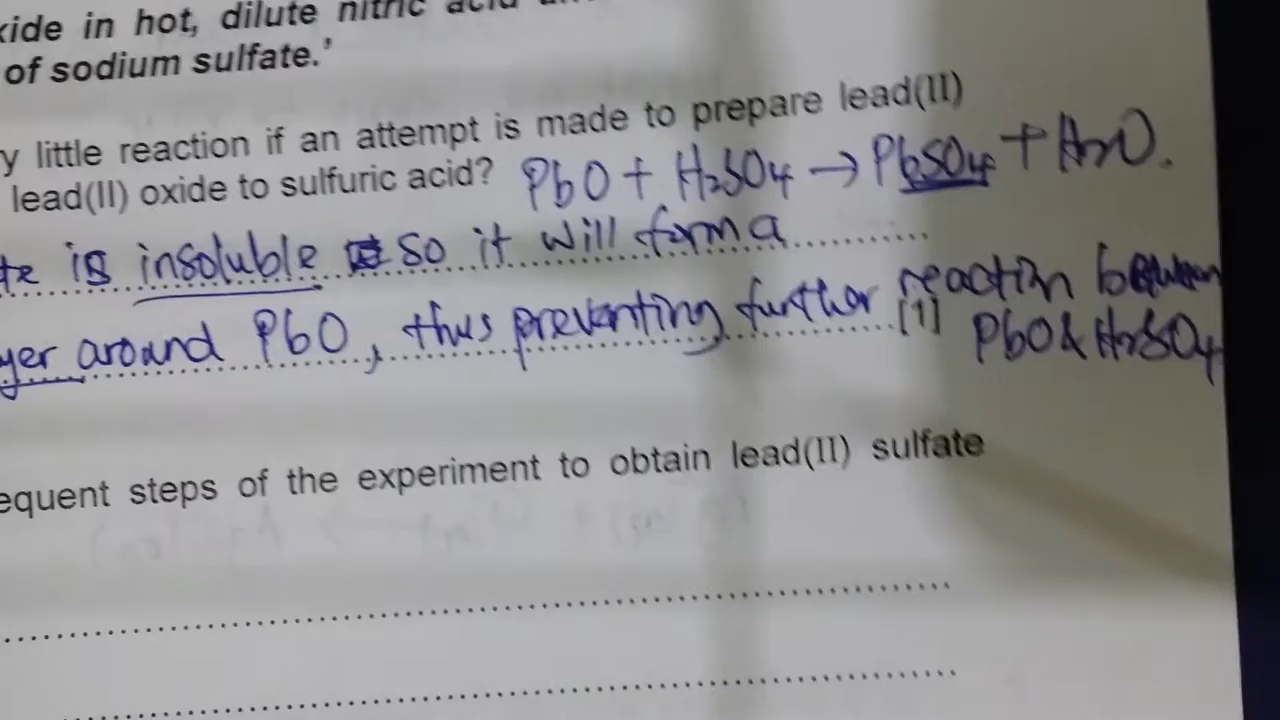 oxide in hot, dilute nitric acid
of sodium sulfate.'
y little reaction if an attempt is made to prepare lead(II)
lead(II) oxide to sulfuric acid? PbO + H₂SO₄ → PbSO₄ + H₂O.
te is insoluble so it will form a
yer around PbO, thus preventing further reaction between
[1] PbO & H₂SO₄
equent steps of the experiment to obtain lead(II) sulfate